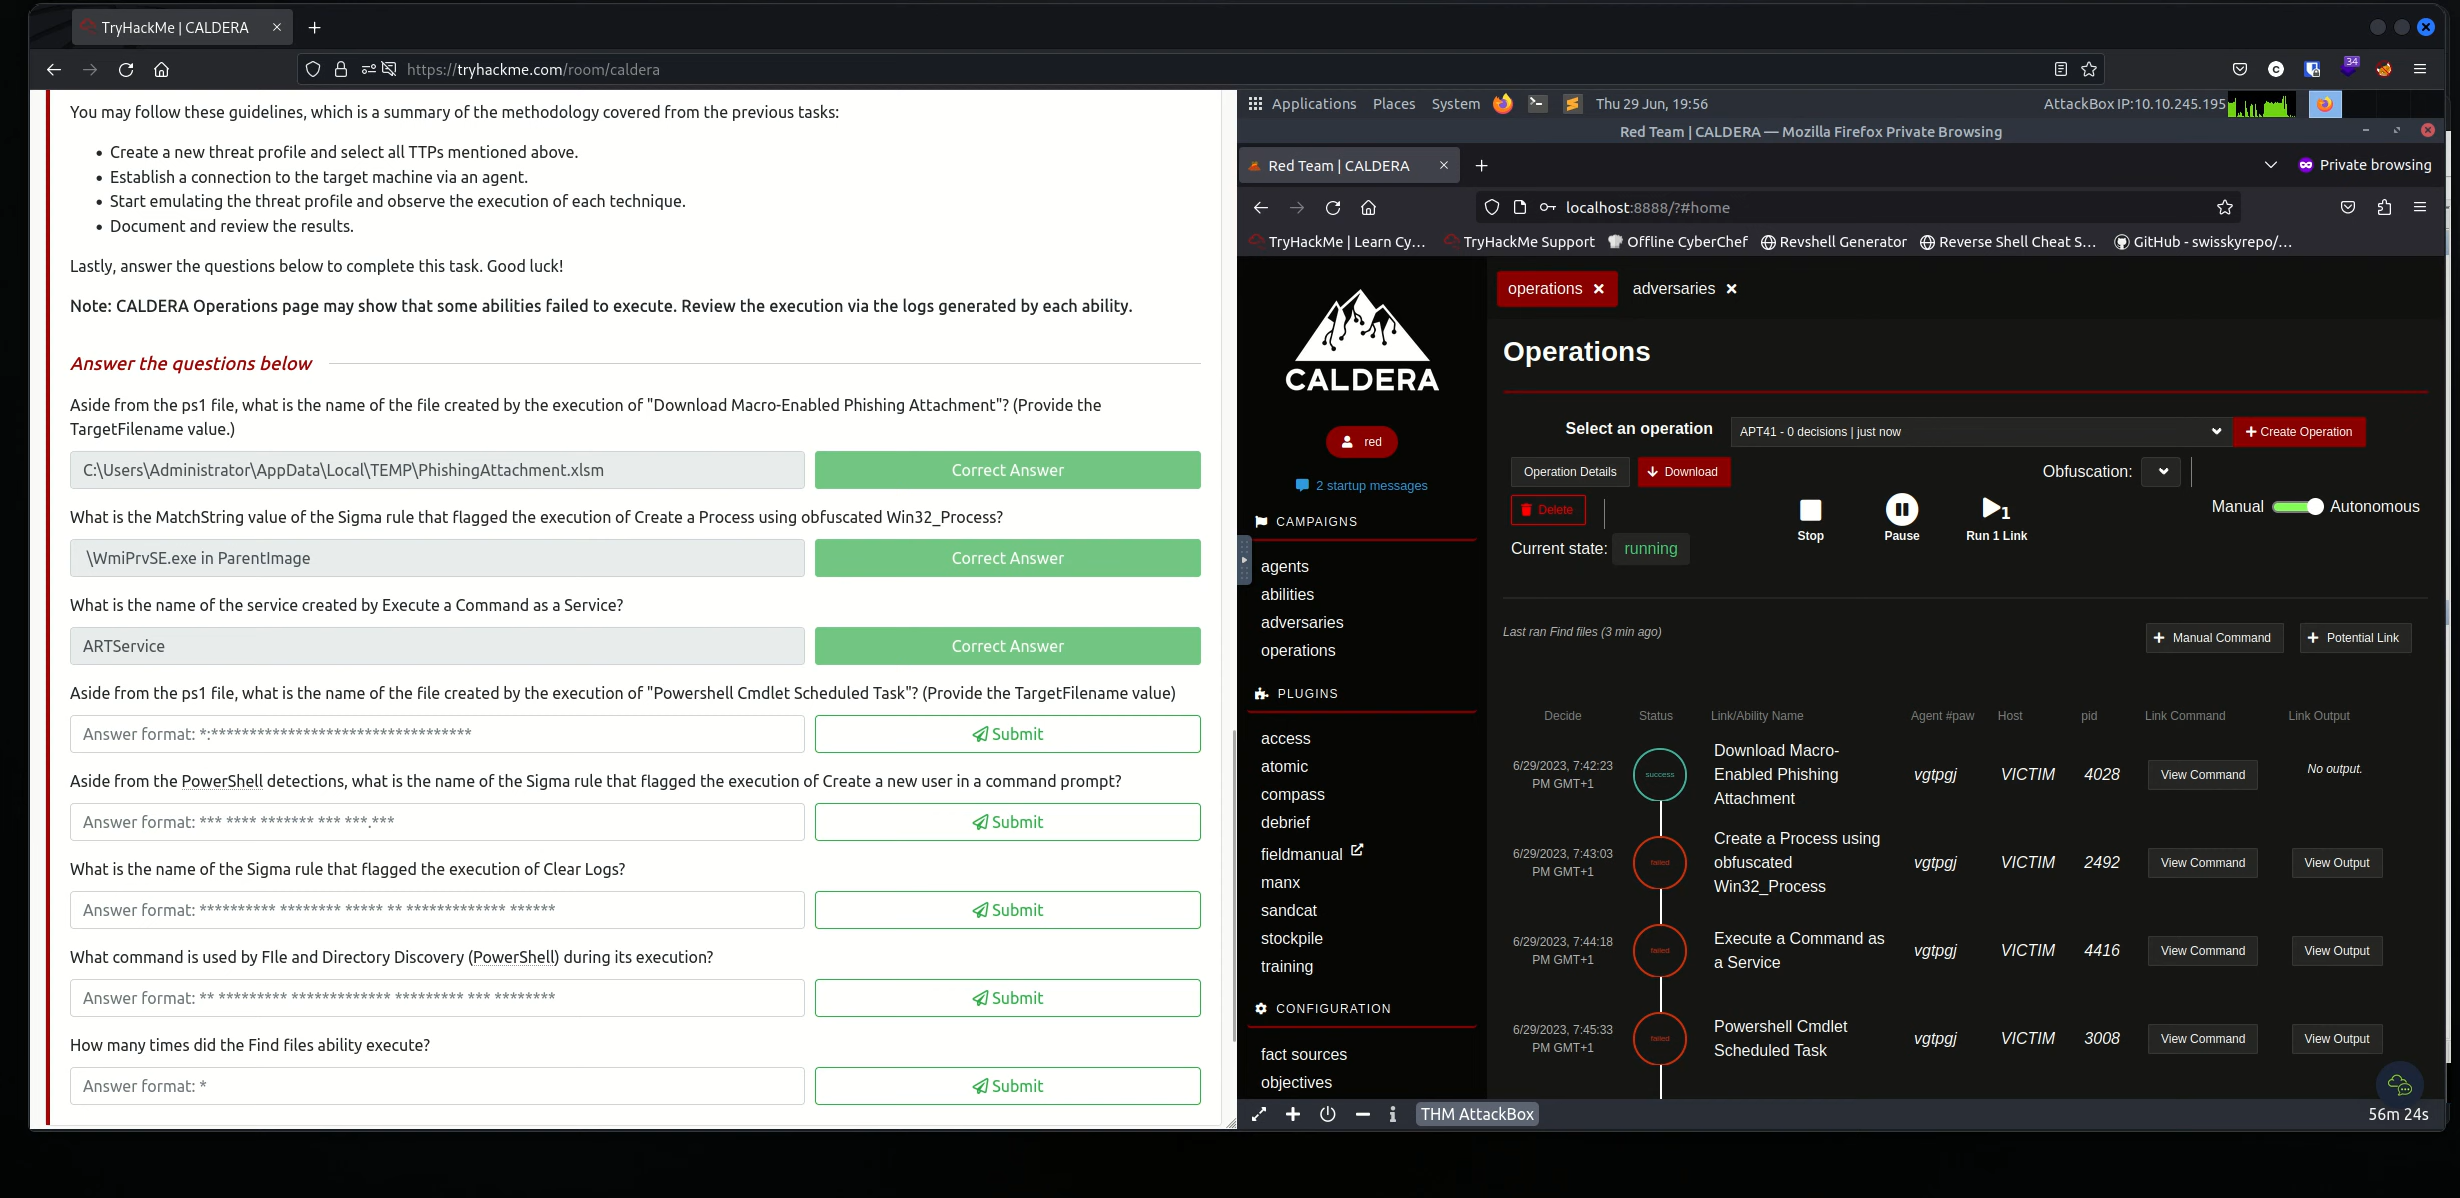 TryHackMe | CALDERA
https://tryhackme.com/room/caldera
34
You may follow these guidelines, which is a summary of the methodology covered from the previous tasks:
• Create a new threat profile and select all TTPs mentioned above.
• Establish a connection to the target machine via an agent.
• Start emulating the threat profile and observe the execution of each technique.
• Document and review the results.
Lastly, answer the questions below to complete this task. Good luck!
Note: CALDERA Operations page may show that some abilities failed to execute. Review the execution via the logs generated by each ability.
Answer the questions below
Aside from the ps1 file, what is the name of the file created by the execution of "Download Macro-Enabled Phishing Attachment"? (Provide the
TargetFilename value.)
C:\Users\Administrator\AppData\Local\TEMP\PhishingAttachment.xlsm
Correct Answer
What is the MatchString value of the Sigma rule that flagged the execution of Create a Process using obfuscated Win32_Process?
\WmiPrvSE.exe in ParentImage
Correct Answer
What is the name of the service created by Execute a Command as a Service?
ARTService
Correct Answer
Aside from the ps1 file, what is the name of the file created by the execution of "Powershell Cmdlet Scheduled Task"? (Provide the TargetFilename value)
Answer format: *:**********************************
Submit
Aside from the PowerShell detections, what is the name of the Sigma rule that flagged the execution of Create a new user in a command prompt?
Answer format: *** **** ******* *** ***.***
Submit
What is the name of the Sigma rule that flagged the execution of Clear Logs?
Answer format: ********** ******** ***** ** ************* ******
Submit
What command is used by FIle and Directory Discovery (PowerShell) during its execution?
Answer format: ** ********* ************* ********* *** ********
Submit
How many times did the Find files ability execute?
Answer format: *
Submit
Applications Places System Thu 29 Jun, 19:56 AttackBox IP:10.10.245.195
Red Team | CALDERA — Mozilla Firefox Private Browsing
Red Team | CALDERA
Private browsing
localhost:8888/?#home
TryHackMe | Learn Cy… TryHackMe Support Offline CyberChef Revshell Generator Reverse Shell Cheat S… GitHub - swisskyrepo/…
CALDERA
red
2 startup messages
CAMPAIGNS
agents
abilities
adversaries
operations
PLUGINS
access
atomic
compass
debrief
fieldmanual
manx
sandcat
stockpile
training
CONFIGURATION
fact sources
objectives
operations adversaries
Operations
Select an operation APT41 - 0 decisions | just now Create Operation
Operation Details Download Obfuscation:
Delete
Current state: running
Stop Pause 1 Run 1 Link
Manual Autonomous
Last ran Find files (3 min ago)
Manual Command Potential Link
Decide Status Link/Ability Name Agent #paw Host pid Link Command Link Output
6/29/2023, 7:42:23 PM GMT+1 success Download Macro-Enabled Phishing Attachment vgtpgj VICTIM 4028 View Command No output.
6/29/2023, 7:43:03 PM GMT+1 failed Create a Process using obfuscated Win32_Process vgtpgj VICTIM 2492 View Command View Output
6/29/2023, 7:44:18 PM GMT+1 failed Execute a Command as a Service vgtpgj VICTIM 4416 View Command View Output
6/29/2023, 7:45:33 PM GMT+1 failed Powershell Cmdlet Scheduled Task vgtpgj VICTIM 3008 View Command View Output
THM AttackBox
56m 24s